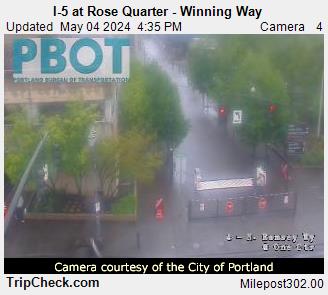 I-5 at Rose Quarter - Winning Way
Updated May 04 2024 4:35 PM Camera 4
PBOT
PORTLAND BUREAU OF TRANSPORTATION
Camera courtesy of the City of Portland
TripCheck.com Milepost302.00